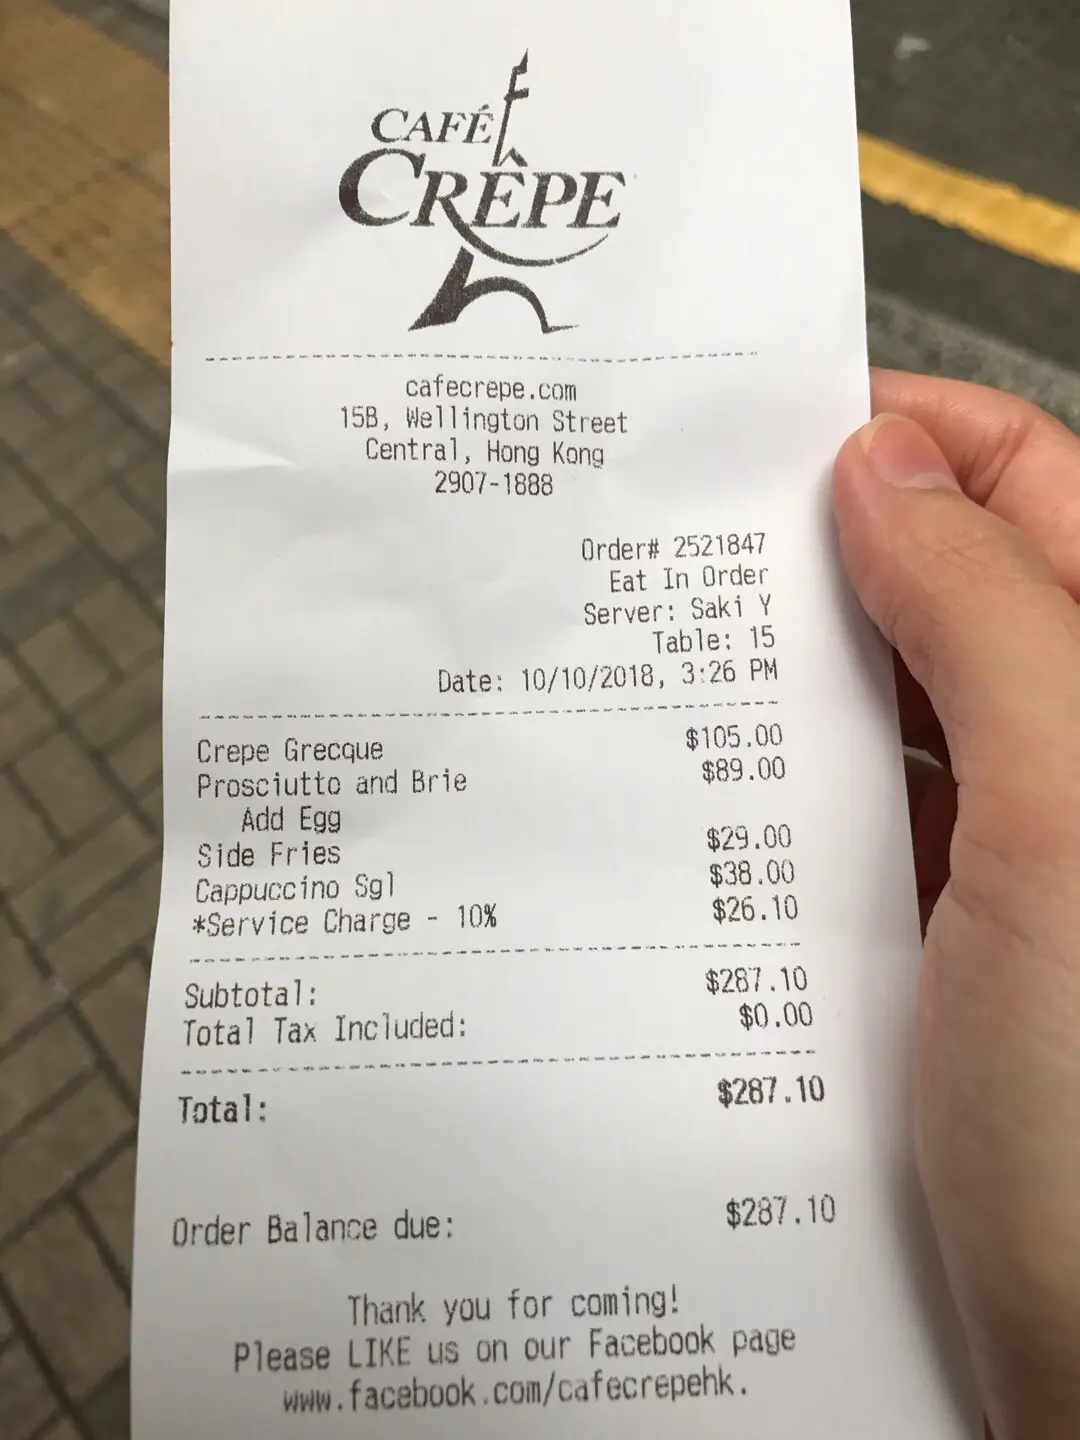 CAFÉ
CRÊPE
cafecrepe.com
15B, Wellington Street
Central, Hong Kong
2907-1888
Order# 2521847
Eat In Order
Server: Saki Y
Table: 15
Date: 10/10/2018, 3:26 PM
Crepe Grecque $105.00
Prosciutto and Brie $89.00
Add Egg
Side Fries $29.00
Cappuccino Sgl $38.00
*Service Charge - 10% $26.10
Subtotal: $287.10
Total Tax Included: $0.00
Total: $287.10
Order Balance due: $287.10
Thank you for coming!
Please LIKE us on our Facebook page
www.facebook.com/cafecrepehk.